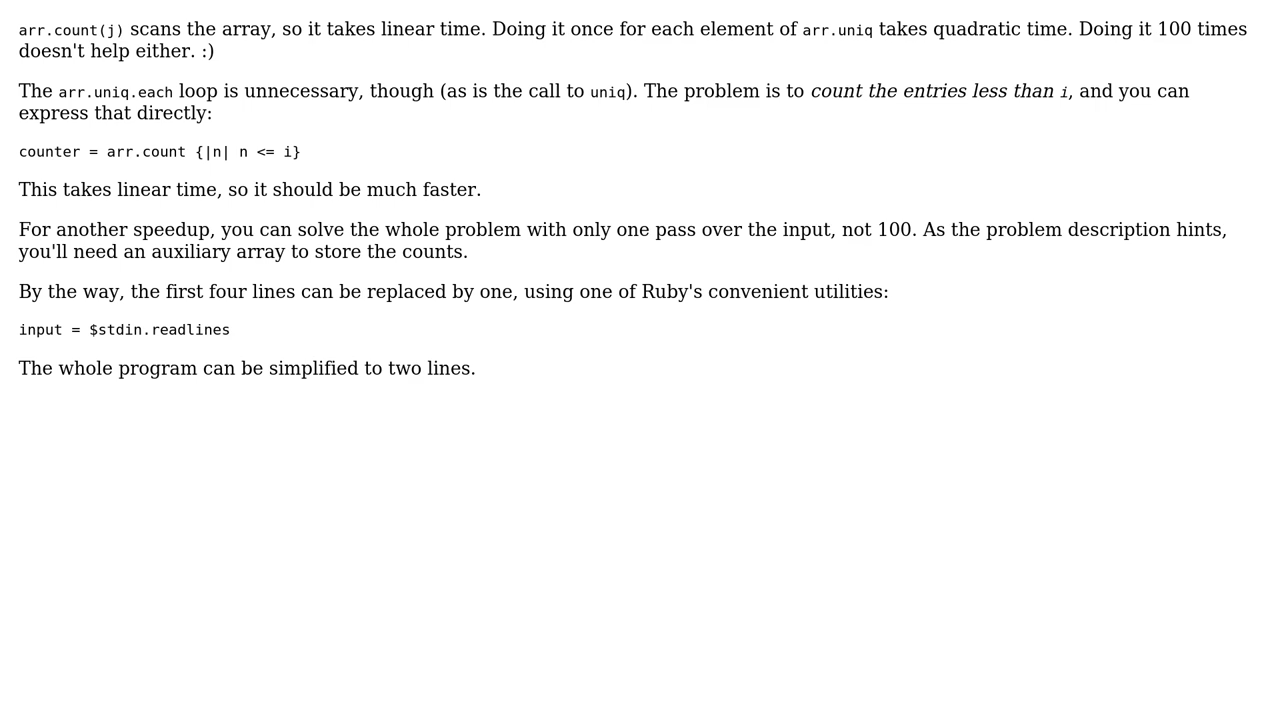 arr.count(j) scans the array, so it takes linear time. Doing it once for each element of arr.uniq takes quadratic time. Doing it 100 times
doesn't help either. :)
The arr.uniq.each loop is unnecessary, though (as is the call to uniq). The problem is to count the entries less than i, and you can
express that directly:
counter = arr.count {|n| n <= i}
This takes linear time, so it should be much faster.
For another speedup, you can solve the whole problem with only one pass over the input, not 100. As the problem description hints,
you'll need an auxiliary array to store the counts.
By the way, the first four lines can be replaced by one, using one of Ruby's convenient utilities:
input = $stdin.readlines
The whole program can be simplified to two lines.